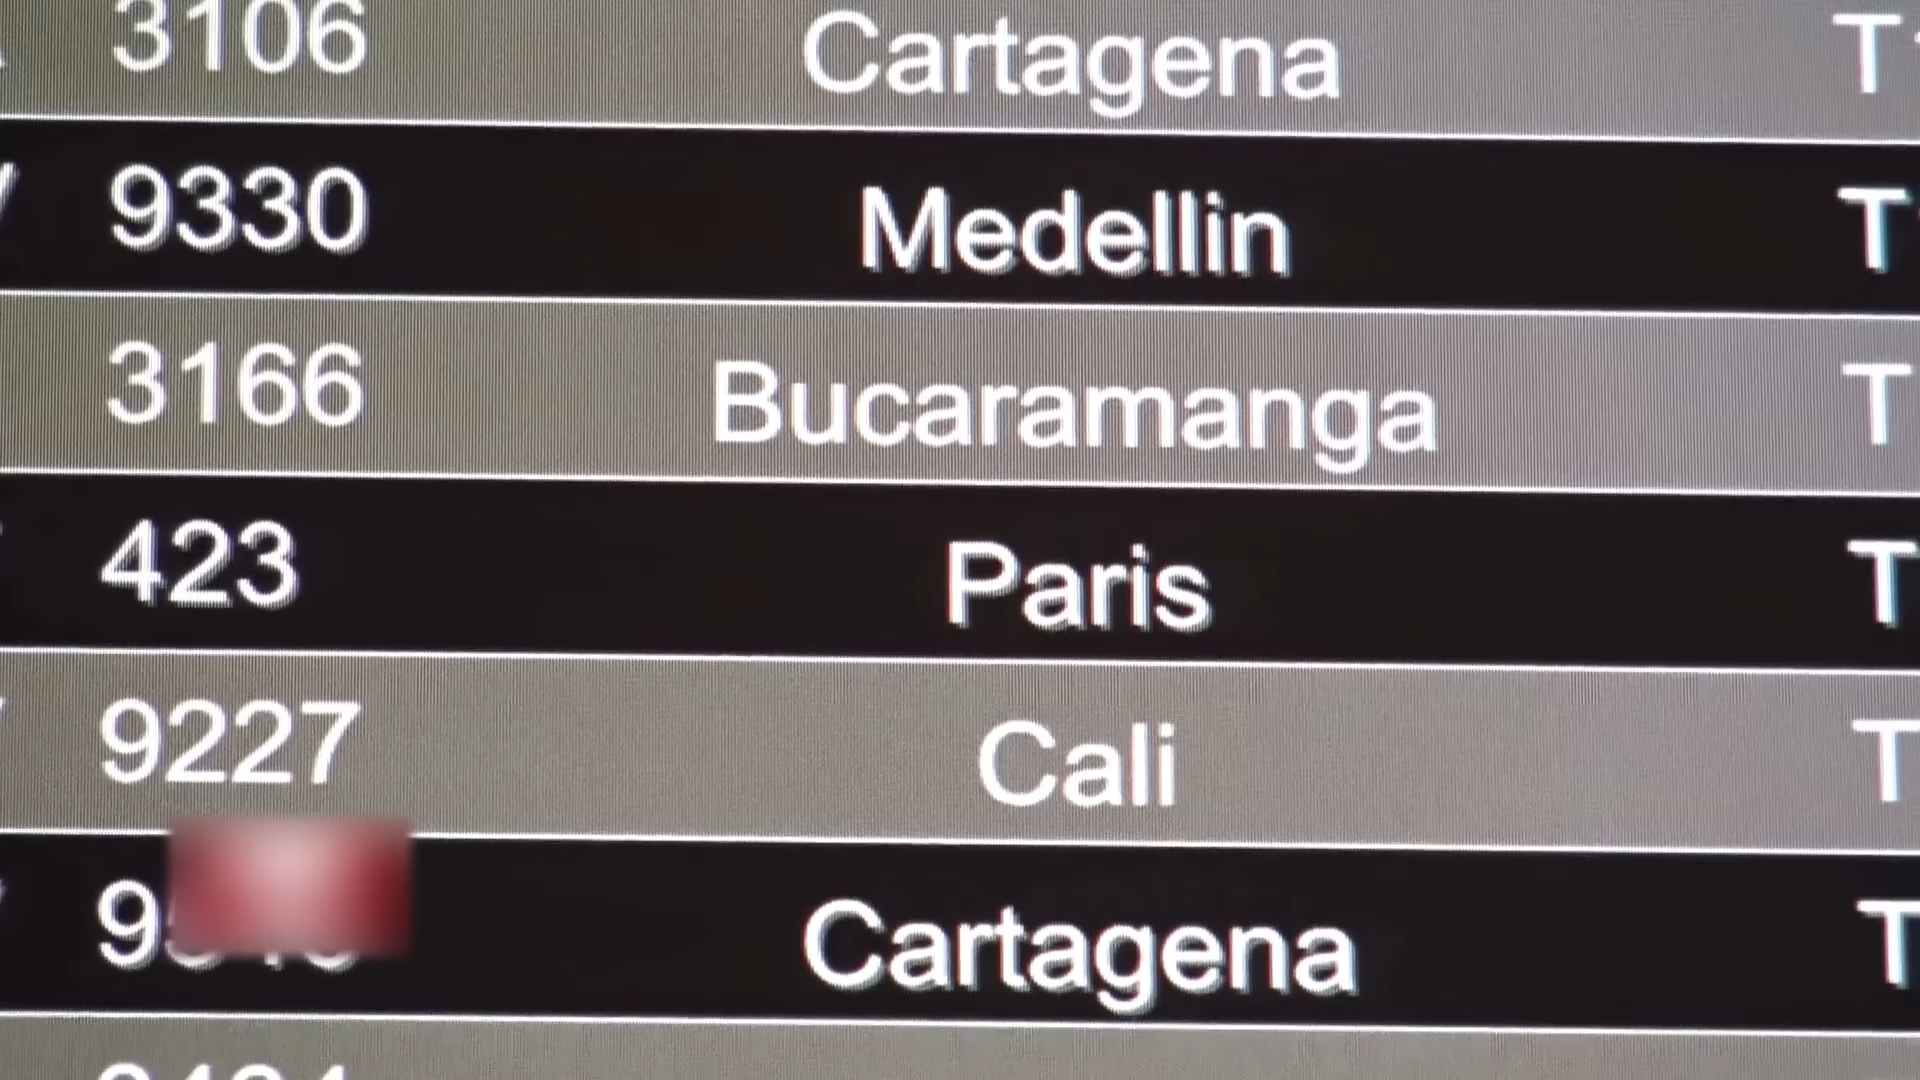 3106 Cartagena
9330 Medellin T
3166 Bucaramanga T
423 Paris T
9227 Cali T
Cartagena T